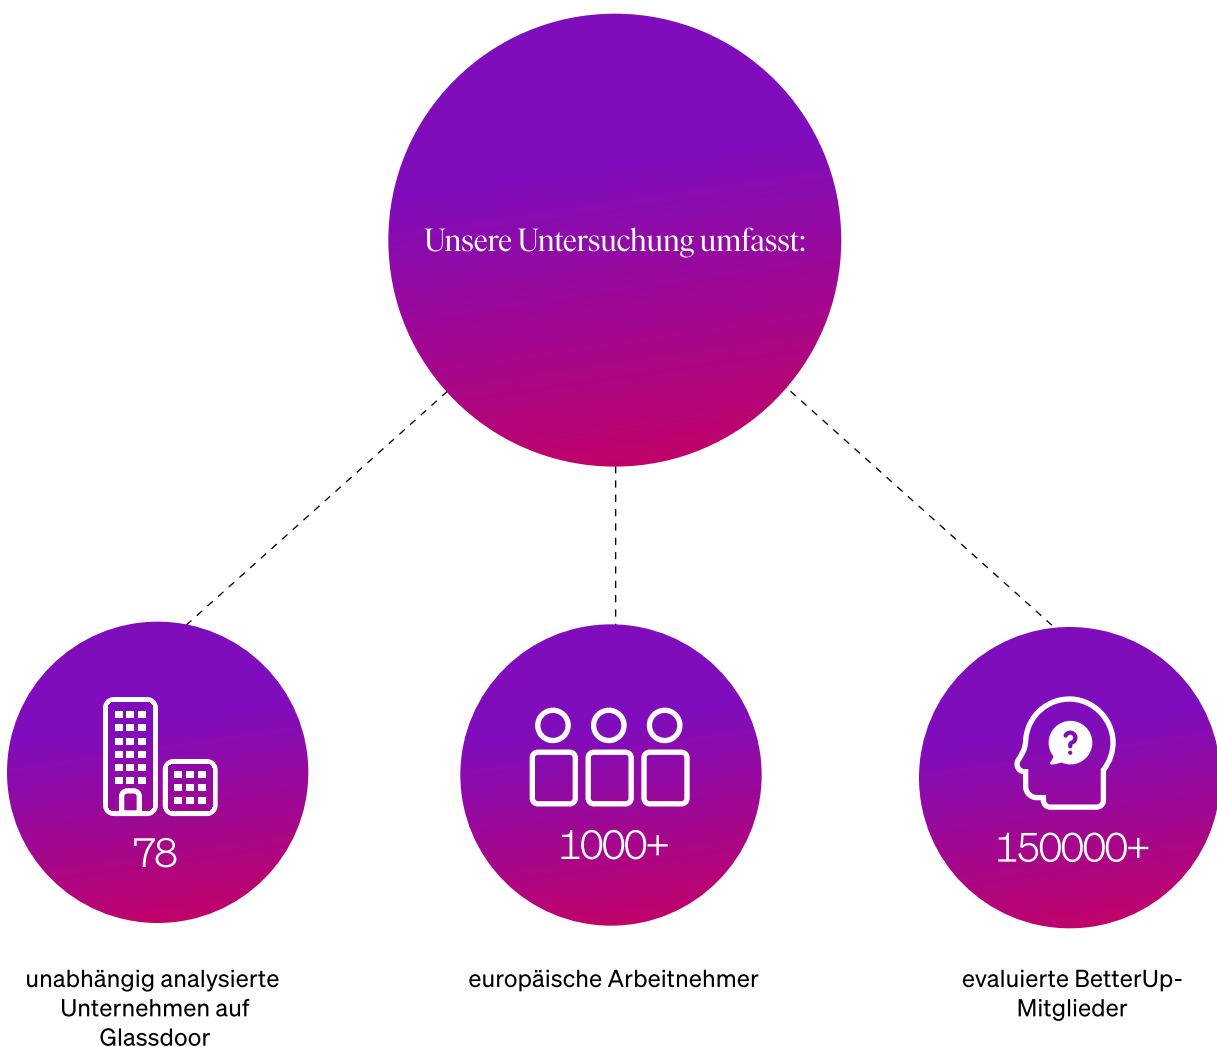 Unsere Untersuchung umfasst:
?
78
1000+
150000+
unabhängig analysierte
Unternehmen auf
Glassdoor
europäische Arbeitnehmer
evaluierte BetterUp-
Mitglieder